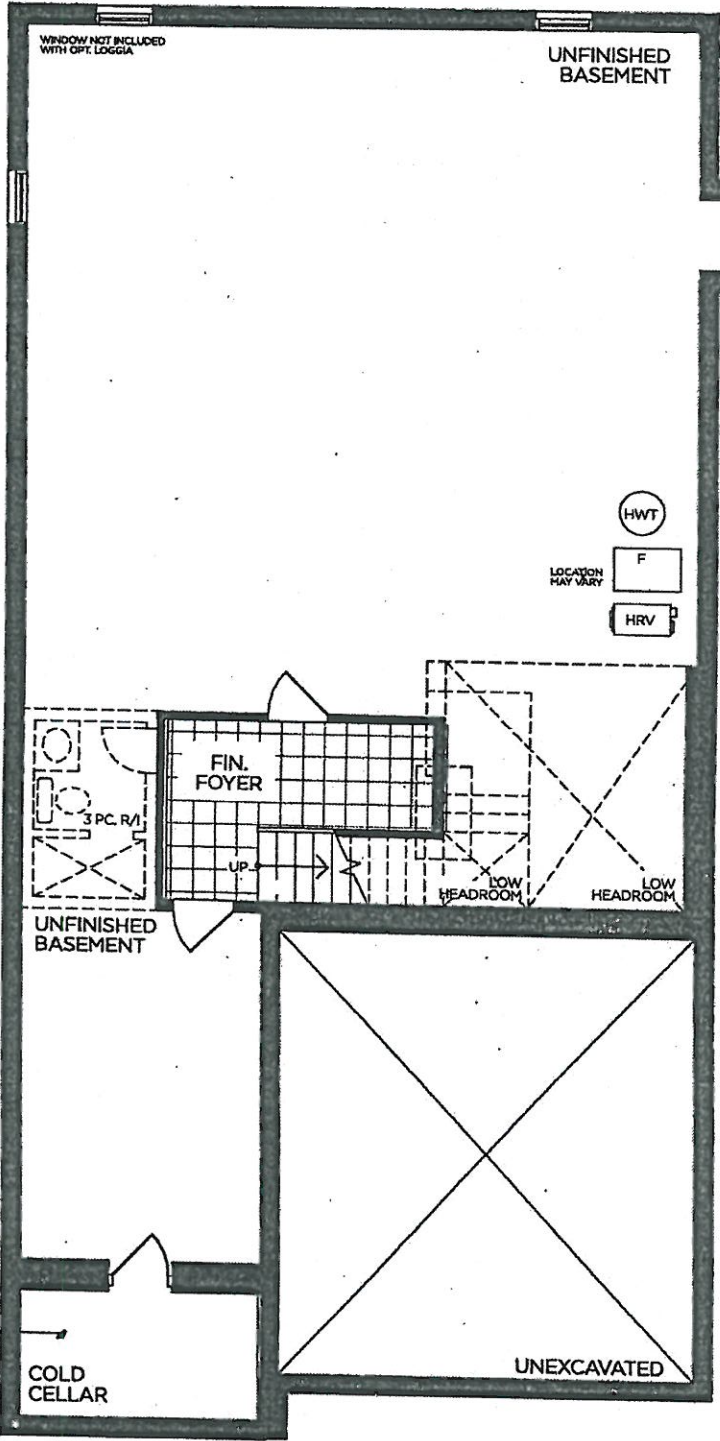 WINDOW NOT INCLUDED
WITH OPT. LOGGIA
UNFINISHED
BASEMENT
HWT
F
LOCATION
MAY VARY
HRV
FIN.
FOYER
3 PC. R/I
UP
LOW
HEADROOM
LOW
HEADROOM
UNFINISHED
BASEMENT
COLD
CELLAR
UNEXCAVATED